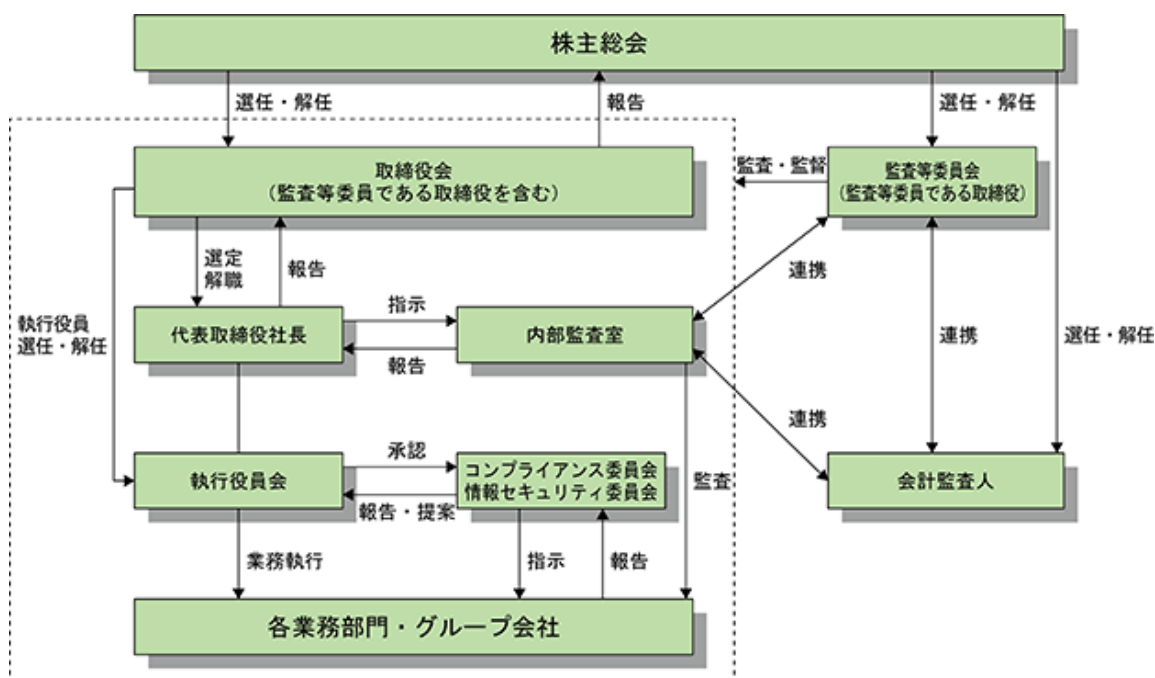 株主総会
選任・解任
報告
選任・解任
取締役会
(監査等委員である取締役を含む)
監査・監督
監査等委員会
(監査等委員である取締役)
選定
解職
報告
連携
執行役員
選任・解任
代表取締役社長
指示
報告
内部監査室
連携
選任・解任
連携
執行役員会
承認
報告・提案
コンプライアンス委員会
情報セキュリティ委員会
監査
会計監査人
業務執行
指示
報告
各業務部門・グループ会社